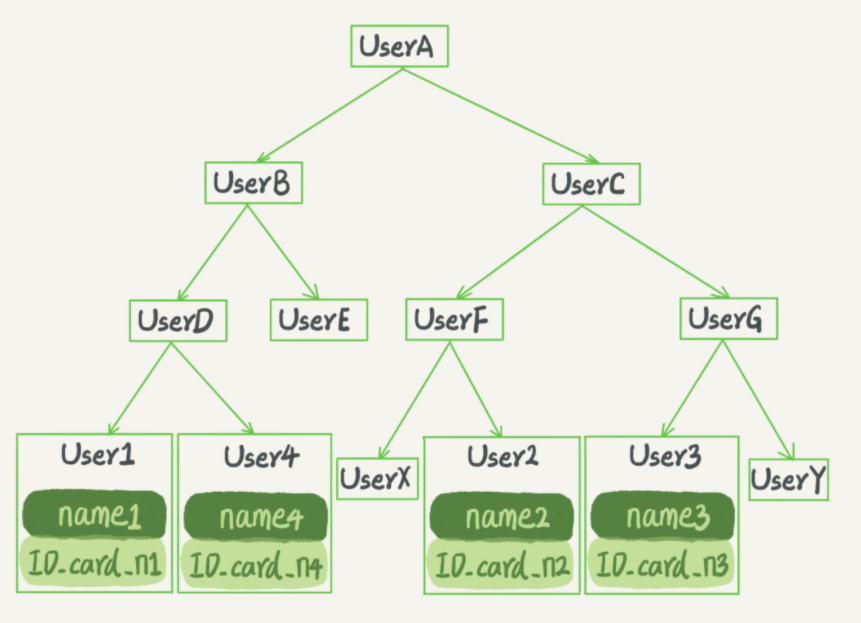 UserA
UserB
UserC
UserD
UserE
UserF
UserG
User1
User4
UserX
User2
User3
UserY
name1
name4
name2
name3
ID_card_n1
ID_card_n4
ID_card_n2
ID_card_n3